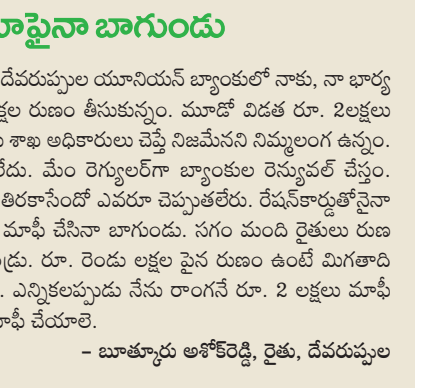 బాగుండు
దేవరుప్పుల యూనియన్ బ్యాంకులో నాకు, నా భార్య
రుణం తీసుకున్నం. మూడో విడత రూ. 2లక్షలు
శాఖ అధికారులు చెప్తే నిజమేనని నిమ్మలంగ ఉన్నం.
మేం రెగ్యులర్‌గా బ్యాంకుల రెన్యువల్ చేస్తం.
తిరకాసేందో ఎవరూ చెప్పుతలేరు. రేషన్‌కార్డుతోనైనా
మాఫీ చేసినా బాగుండు. సగం మంది రైతులు రుణ
రూ. రెండు లక్షల పైన రుణం ఉంటే మిగతాది
ఎన్నికలప్పుడు నేను రాంగనే రూ. 2 లక్షలు మాఫీ
చేయాలె.
– బూత్కూరు అశోక్‌రెడ్డి, రైతు, దేవరుప్పుల